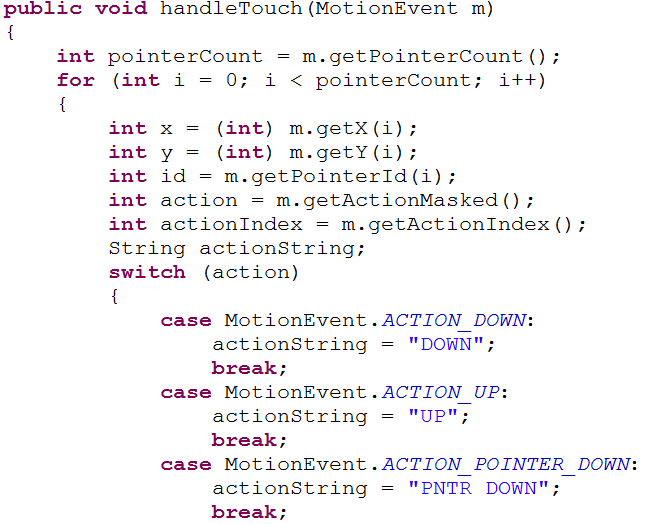 public void handleTouch(MotionEvent m)
{
    int pointerCount = m.getPointerCount();
    for (int i = 0; i < pointerCount; i++)
    {
        int x = (int) m.getX(i);
        int y = (int) m.getY(i);
        int id = m.getPointerId(i);
        int action = m.getActionMasked();
        int actionIndex = m.getActionIndex();
        String actionString;
        switch (action)
        {
            case MotionEvent.ACTION_DOWN:
                actionString = "DOWN";
                break;
            case MotionEvent.ACTION_UP:
                actionString = "UP";
                break;
            case MotionEvent.ACTION_POINTER_DOWN:
                actionString = "PNTR DOWN";
                break;